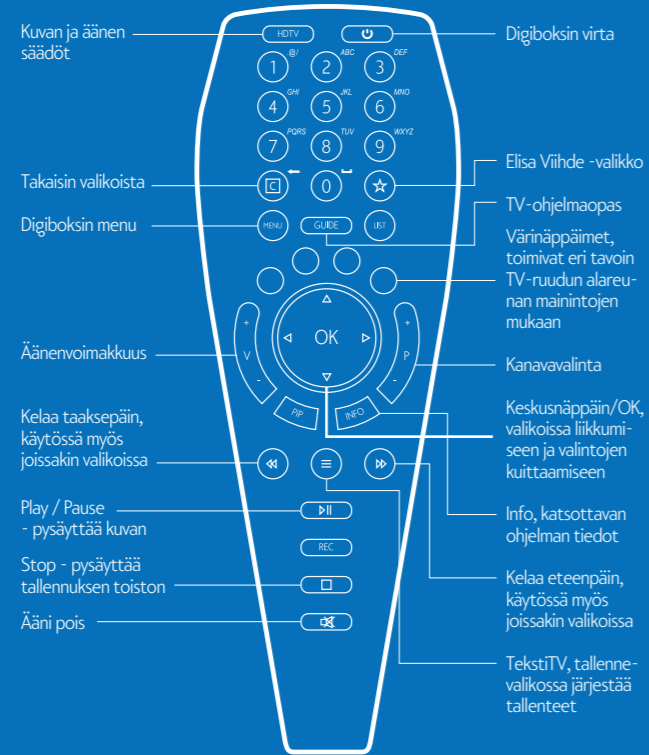 Kuvan ja äänen
säädöt
Takaisin valikoista
Digiboksin menu
Äänenvoimakkuus
Kelaa taaksepäin,
käytössä myös
joissakin valikoissa
Play / Pause
- pysäyttää kuvan
Stop - pysäyttää
tallennuksen toiston
Ääni pois
HDTV
1 .@/ 2 ABC 3 DEF
4 GHI 5 JKL 6 MNO
7 PQRS 8 TUV 9 WXYZ
C 0
MENU GUIDE LIST
+ +
V OK P
- -
PIP INFO
REC
Digiboksin virta
Elisa Viihde -valikko
TV-ohjelmaopas
Värinäppäimet,
toimivat eri tavoin
TV-ruudun alareu-
nan mainintojen
mukaan
Kanavavalinta
Keskusnäppäin/OK,
valikoissa liikkumi-
seen ja valintojen
kuittaamiseen
Info, katsottavan
ohjelman tiedot
Kelaa eteenpäin,
käytössä myös
joissakin valikoissa
TekstiTV, tallenne-
valikossa järjestää
tallenteet